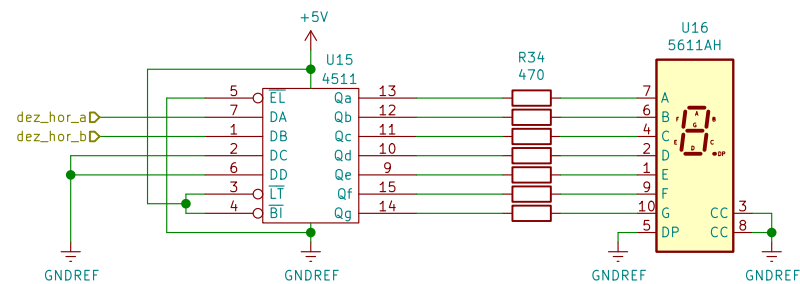 +5V
U15
4511
R34
470
U16
5611AH
dez_hor_a
dez_hor_b
5 EL Qa 13
7 DA Qb 12
1 DB Qc 11
2 DC Qd 10
6 DD Qe 9
3 LT Qf 15
4 BI Qg 14
7 A
6 B
4 C
2 D
1 E
9 F
10 G CC 3
5 DP CC 8
A
F B
G
E C
D DP
GNDREF
GNDREF
GNDREF
GNDREF